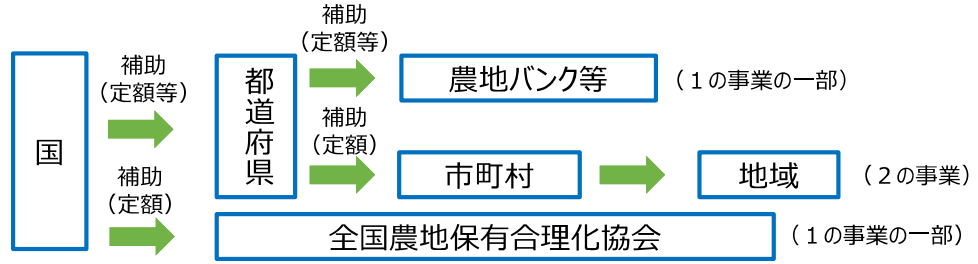 国
補助
（定額等）
補助
（定額）
都道府県
補助
（定額等）
農地バンク等
（１の事業の一部）
補助
（定額）
市町村
地域
（２の事業）
全国農地保有合理化協会
（１の事業の一部）